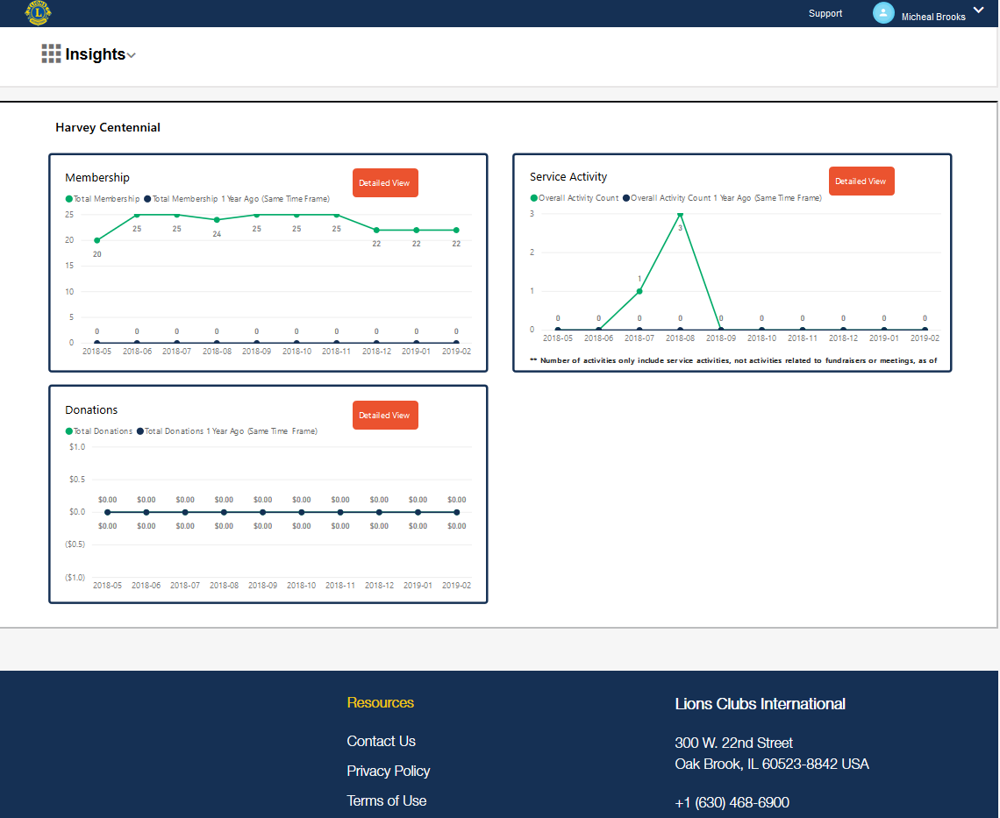 Support
Micheal Brooks
Insights
Harvey Centennial
Membership
Detailed View
Total Membership Total Membership 1 Year Ago (Same Time Frame)
25
20
15
10
5
0
20 25 25 24 25 25 25 22 22 22
0 0 0 0 0 0 0 0 0 0
2018-05 2018-06 2018-07 2018-08 2018-09 2018-10 2018-11 2018-12 2019-01 2019-02
Service Activity
Detailed View
Overall Activity Count Overall Activity Count 1 Year Ago (Same Time Frame)
3
2
1
0
1 3
0 0 0 0 0 0 0 0 0 0
2018-05 2018-06 2018-07 2018-08 2018-09 2018-10 2018-11 2018-12 2019-01 2019-02
** Number of activities only include service activities, not activities related to fundraisers or meetings, as of
Donations
Detailed View
Total Donations Total Donations 1 Year Ago (Same Time Frame)
$1.0
$0.5
$0.0
($0.5)
($1.0)
$0.00 $0.00 $0.00 $0.00 $0.00 $0.00 $0.00 $0.00 $0.00 $0.00
$0.00 $0.00 $0.00 $0.00 $0.00 $0.00 $0.00 $0.00 $0.00 $0.00
2018-05 2018-06 2018-07 2018-08 2018-09 2018-10 2018-11 2018-12 2019-01 2019-02
Resources
Contact Us
Privacy Policy
Terms of Use
Lions Clubs International
300 W. 22nd Street
Oak Brook, IL 60523-8842 USA
+1 (630) 468-6900